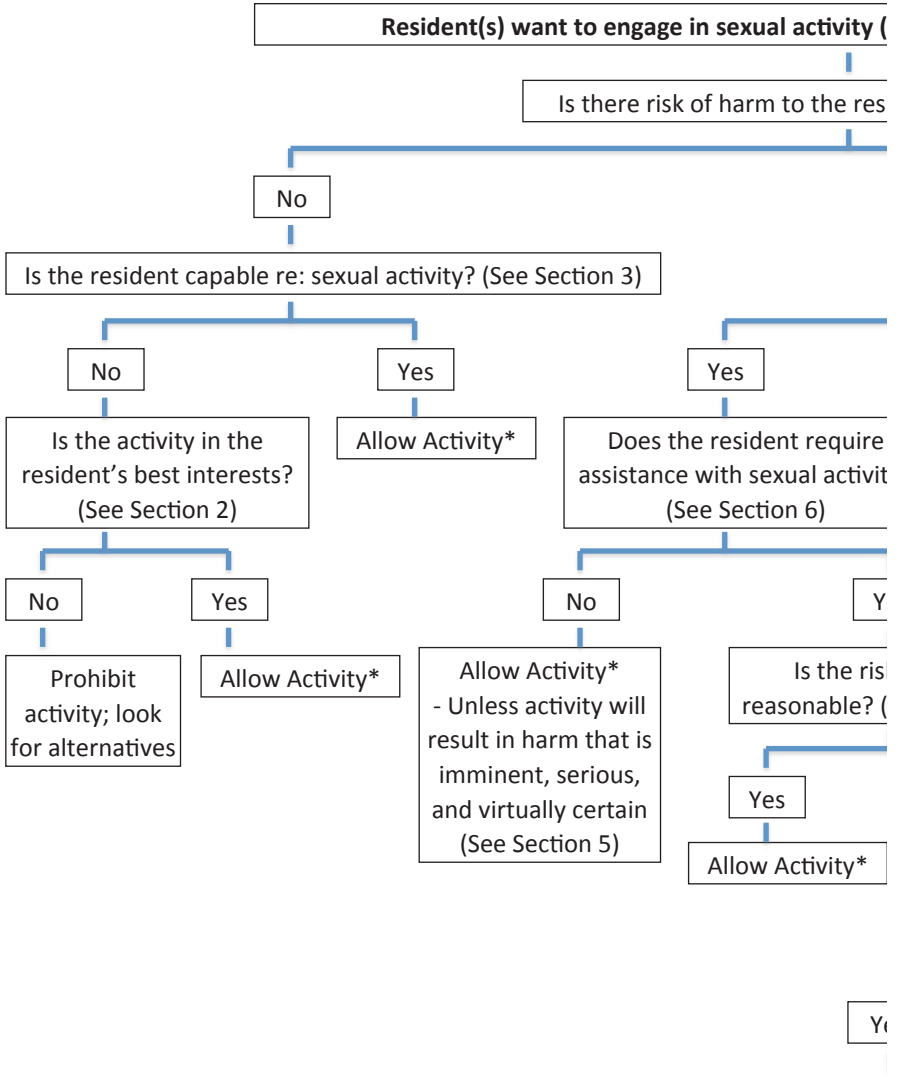 Resident(s) want to engage in sexual activity (
Is there risk of harm to the res
No
Is the resident capable re: sexual activity? (See Section 3)
No
Yes
Yes
Is the activity in the
resident’s best interests?
(See Section 2)
Allow Activity*
Does the resident require
assistance with sexual activit
(See Section 6)
No
Yes
No
Y
Prohibit
activity; look
for alternatives
Allow Activity*
Allow Activity*
- Unless activity will
result in harm that is
imminent, serious,
and virtually certain
(See Section 5)
Is the ris
reasonable? (
Yes
Allow Activity*
Ye